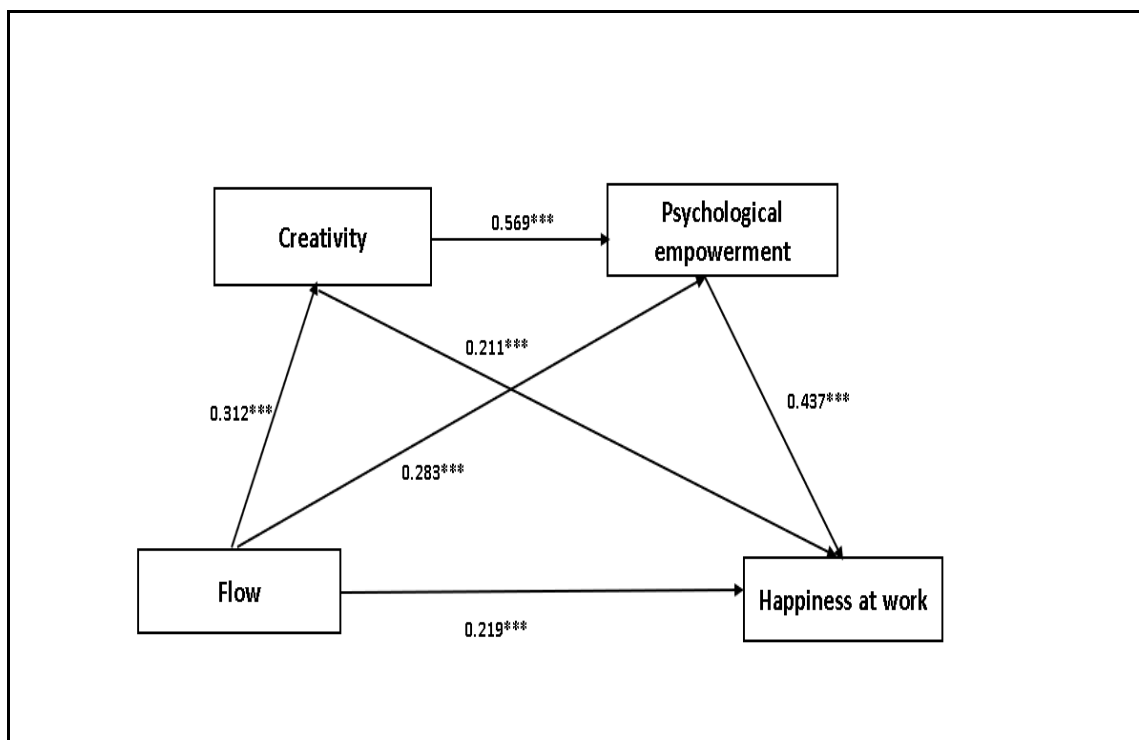 Psychological
empowerment
Creativity
0.569***
0.211***
0.312***
0.437***
0.283***
Flow
Happiness at work
0.219***